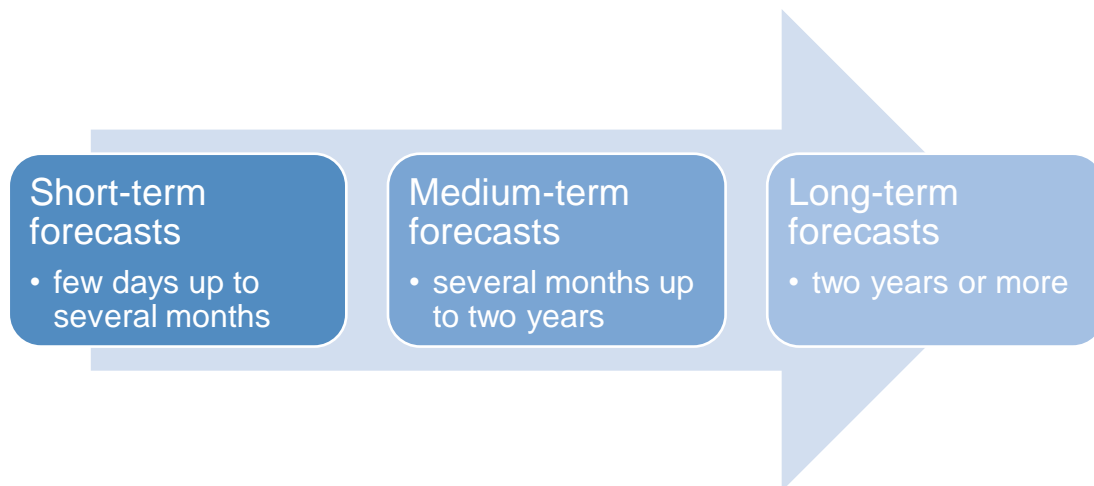 Short-term
forecasts
• few days up to
several months
Medium-term
forecasts
• several months up
to two years
Long-term
forecasts
• two years or more